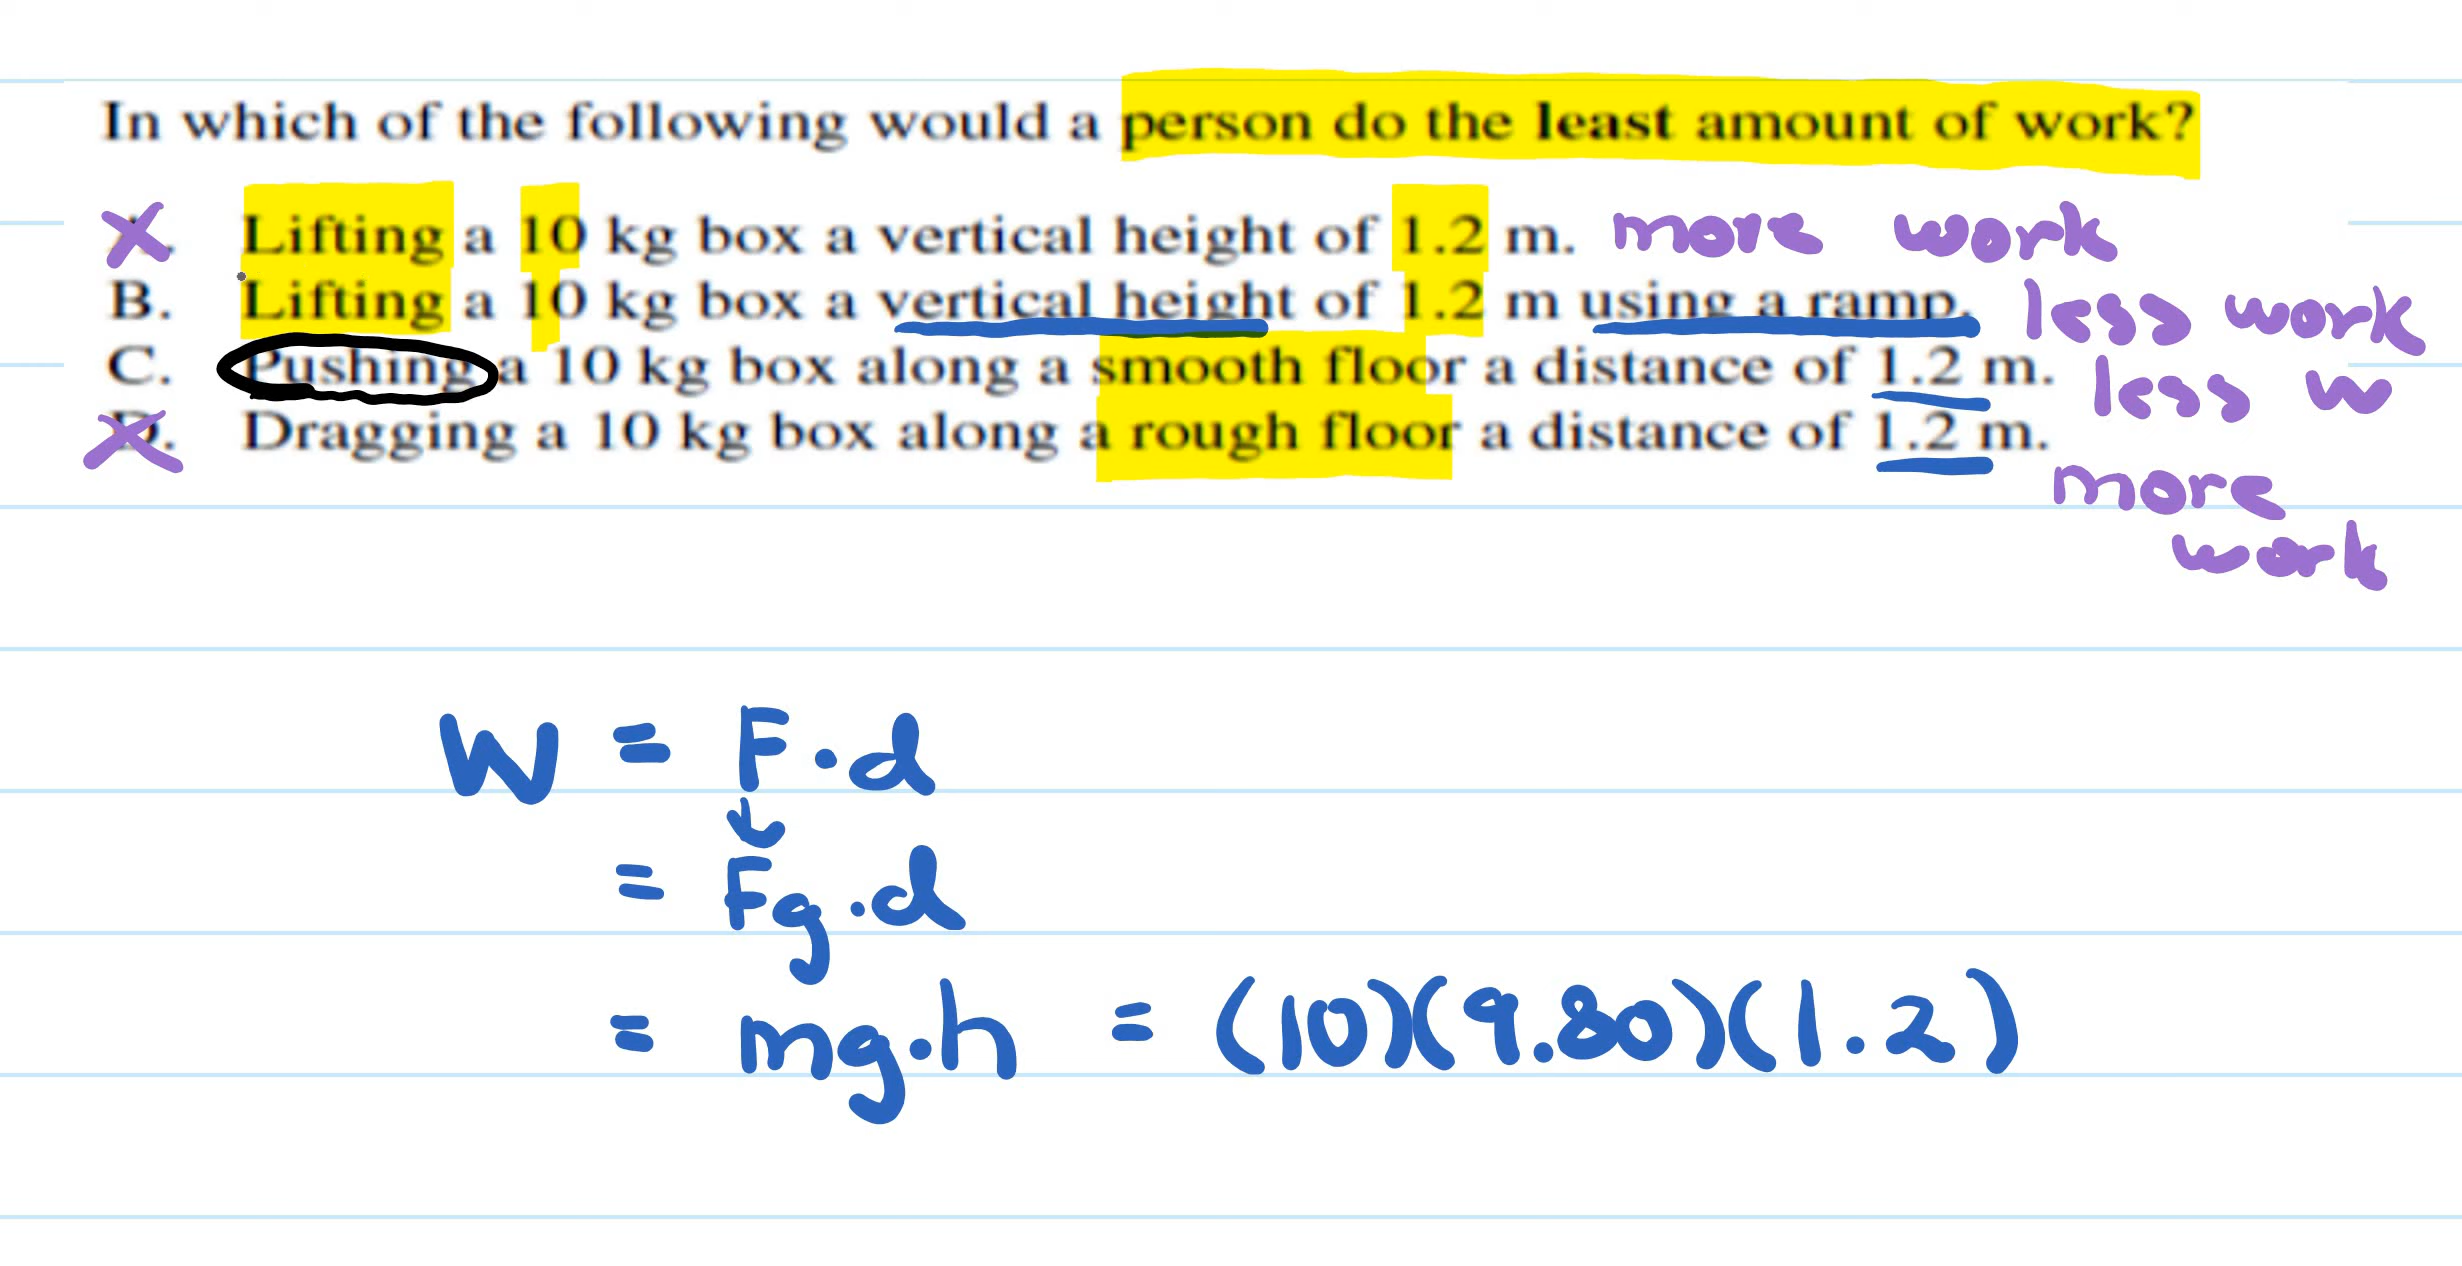 In which of the following would a person do the least amount of work?
A. Lifting a 10 kg box a vertical height of 1.2 m. more work
B. Lifting a 10 kg box a vertical height of 1.2 m using a ramp. less work
C. Pushing a 10 kg box along a smooth floor a distance of 1.2 m. less W
D. Dragging a 10 kg box along a rough floor a distance of 1.2 m. more
work
W = F·d
= Fg·d
= mg·h = (10)(9.80)(1.2)